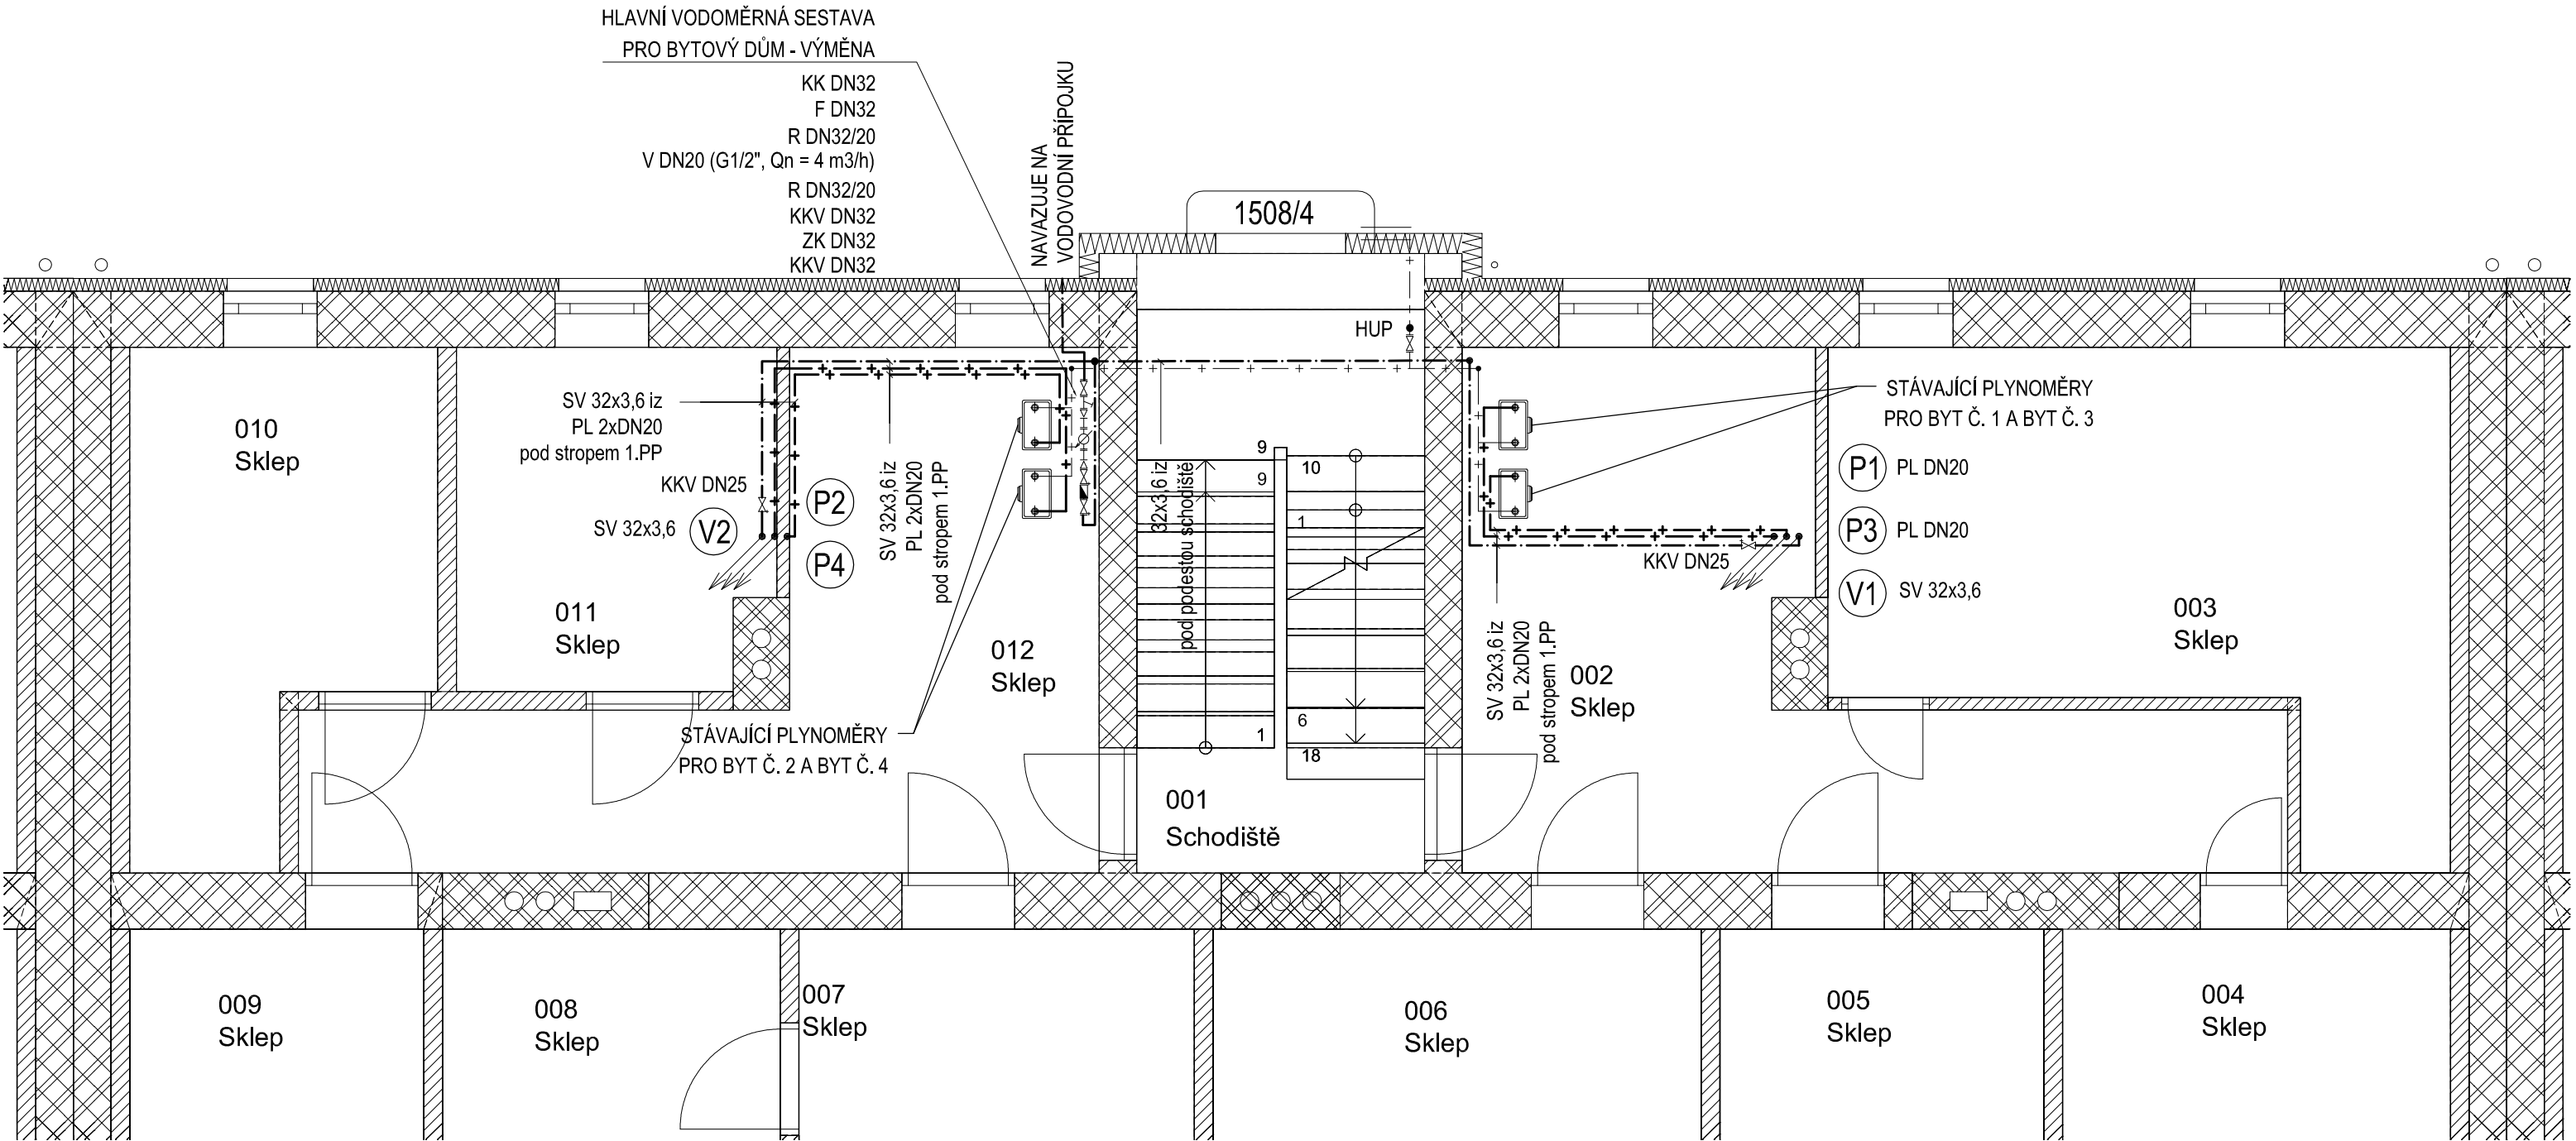 HLAVNÍ VODOMĚRNÁ SESTAVA
PRO BYTOVÝ DŮM - VÝMĚNA
KK DN32
F DN32
R DN32/20
V DN20 (G1/2", Qn = 4 m3/h)
R DN32/20
KKV DN32
ZK DN32
KKV DN32
NAVAZUJE NA
VODOVODNÍ PŘÍPOJKU
1508/4
HUP
010
Sklep
SV 32x3,6 iz
PL 2xDN20
pod stropem 1.PP
KKV DN25
SV 32x3,6
V2
P2
P4
SV 32x3,6 iz
PL 2xDN20
pod stropem 1.PP
011
Sklep
012
Sklep
STÁVAJÍCÍ PLYNOMĚRY
PRO BYT Č. 2 A BYT Č. 4
32x3,6 iz
pod podestou schodiště
9
9
1
10
1
6
18
001
Schodiště
STÁVAJÍCÍ PLYNOMĚRY
PRO BYT Č. 1 A BYT Č. 3
P1 PL DN20
P3 PL DN20
V1 SV 32x3,6
KKV DN25
SV 32x3,6 iz
PL 2xDN20
pod stropem 1.PP
002
Sklep
003
Sklep
009
Sklep
008
Sklep
007
Sklep
006
Sklep
005
Sklep
004
Sklep